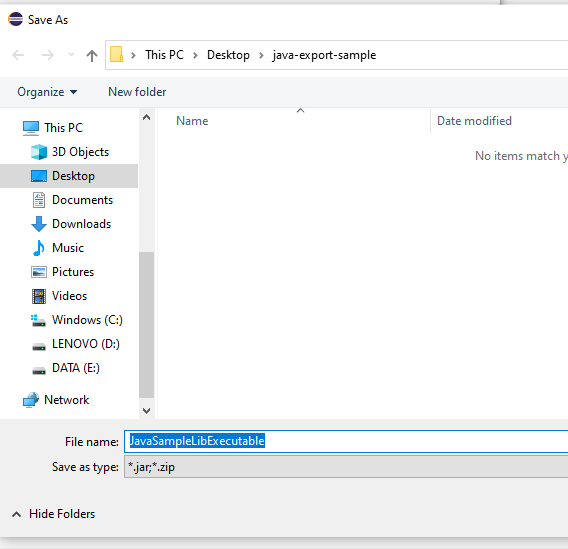 Save As
This PC > Desktop > java-export-sample
Organize New folder
Name Date modified
No items match y
This PC
3D Objects
Desktop
Documents
Downloads
Music
Pictures
Videos
Windows (C:)
LENOVO (D:)
DATA (E:)
Network
File name: JavaSampleLibExecutable
Save as type: *.jar;*.zip
Hide Folders